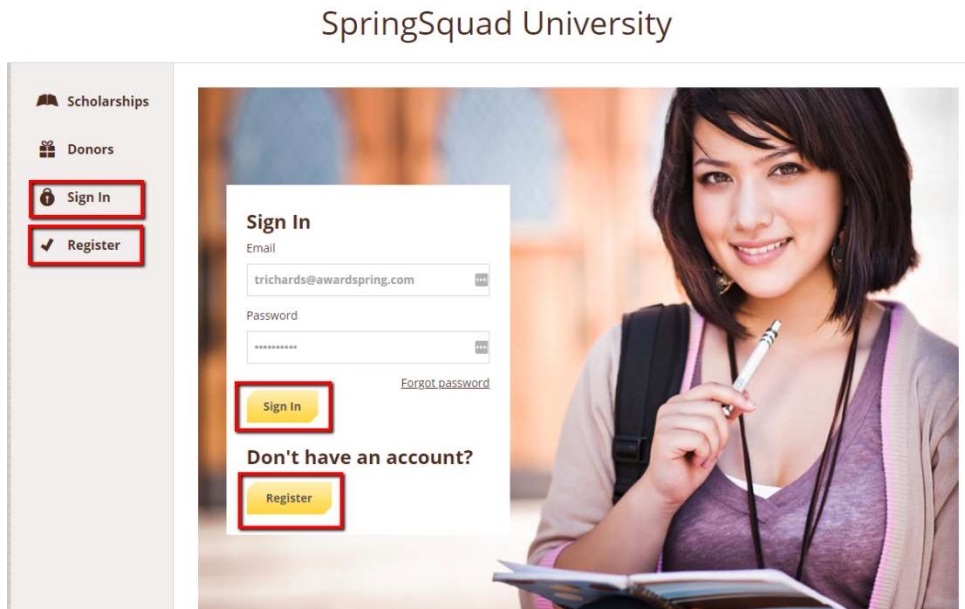 SpringSquad University
Scholarships
Donors
Sign In
Register
Sign In
Email
trichards@awardspring.com
Password
Forgot password
Sign In
Don't have an account?
Register